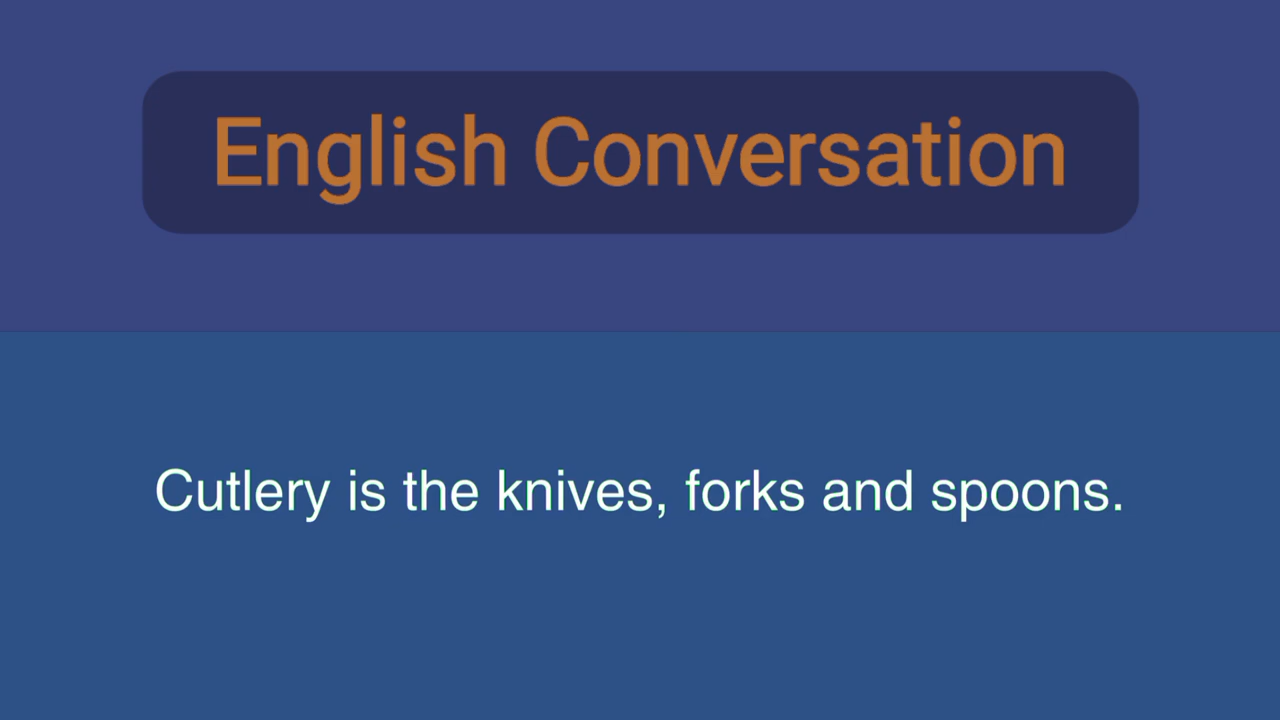 English Conversation
Cutlery is the knives, forks and spoons.